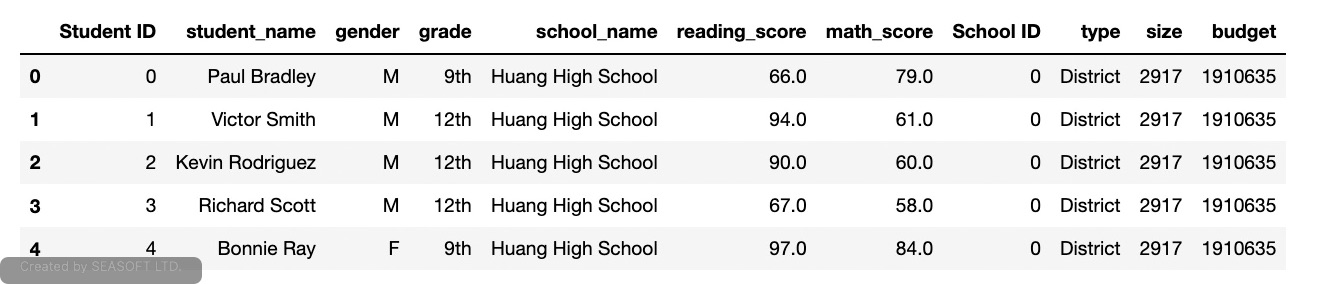 Student ID student_name gender grade school_name reading_score math_score School ID type size budget
0 0 Paul Bradley M 9th Huang High School 66.0 79.0 0 District 2917 1910635
1 1 Victor Smith M 12th Huang High School 94.0 61.0 0 District 2917 1910635
2 2 Kevin Rodriguez M 12th Huang High School 90.0 60.0 0 District 2917 1910635
3 3 Richard Scott M 12th Huang High School 67.0 58.0 0 District 2917 1910635
4 4 Bonnie Ray F 9th Huang High School 97.0 84.0 0 District 2917 1910635
Created by SEASOFT LTD.